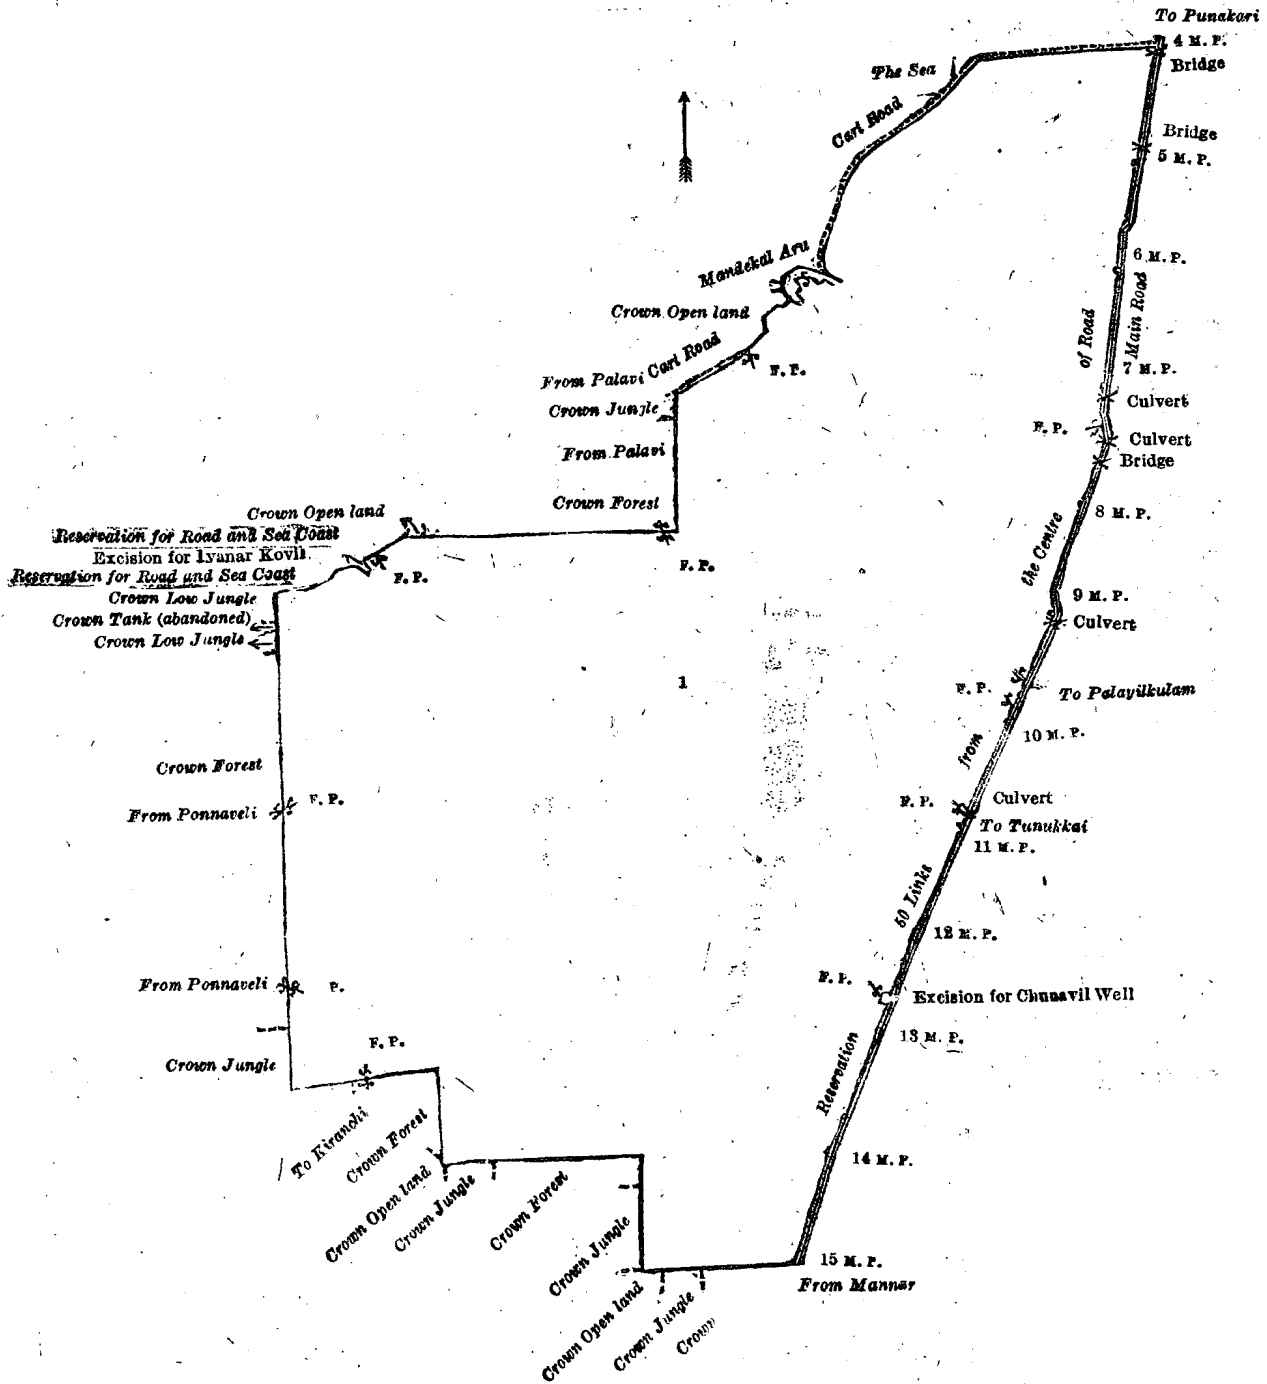 To Punakari
4 M. P.
Bridge
The Sea
Cart Road
Bridge
5 M. P.
Mandekal Aru
6 M. P.
Crown Open land
of Road
Main Road
From Palavi Cart Road
F. P.
7 M. P.
Crown Jungle
Culvert
F. P.
Culvert
From Palavi
Bridge
Crown Forest
8 M. P.
Crown Open land
Reservation for Road and Sea Coast
Excision for Iyanar Kovil
the Centre
Reservation for Road and Sea Coast
F. P.
F. P.
Crown Low Jungle
9 M. P.
Crown Tank (abandoned)
Culvert
Crown Low Jungle
1
F. P.
To Palayilkulam
from
10 M. P.
Crown Forest
F. P.
F. P.
Culvert
From Ponnaveli
To Tunukkai
11 M. P.
50 Links
12 M. P.
From Ponnaveli
P.
F. P.
Excision for Chunavil Well
13 M. P.
F. P.
Crown Jungle
Reservation
To Kiranchi
Crown Forest
14 M. P.
Crown Open land
Crown Jungle
Crown Forest
Crown Jungle
15 M. P.
From Mannar
Crown Open land
Crown Jungle
Crown